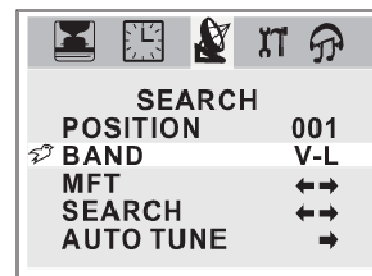 SEARCH
POSITION 001
BAND V-L
MFT
SEARCH
AUTO TUNE